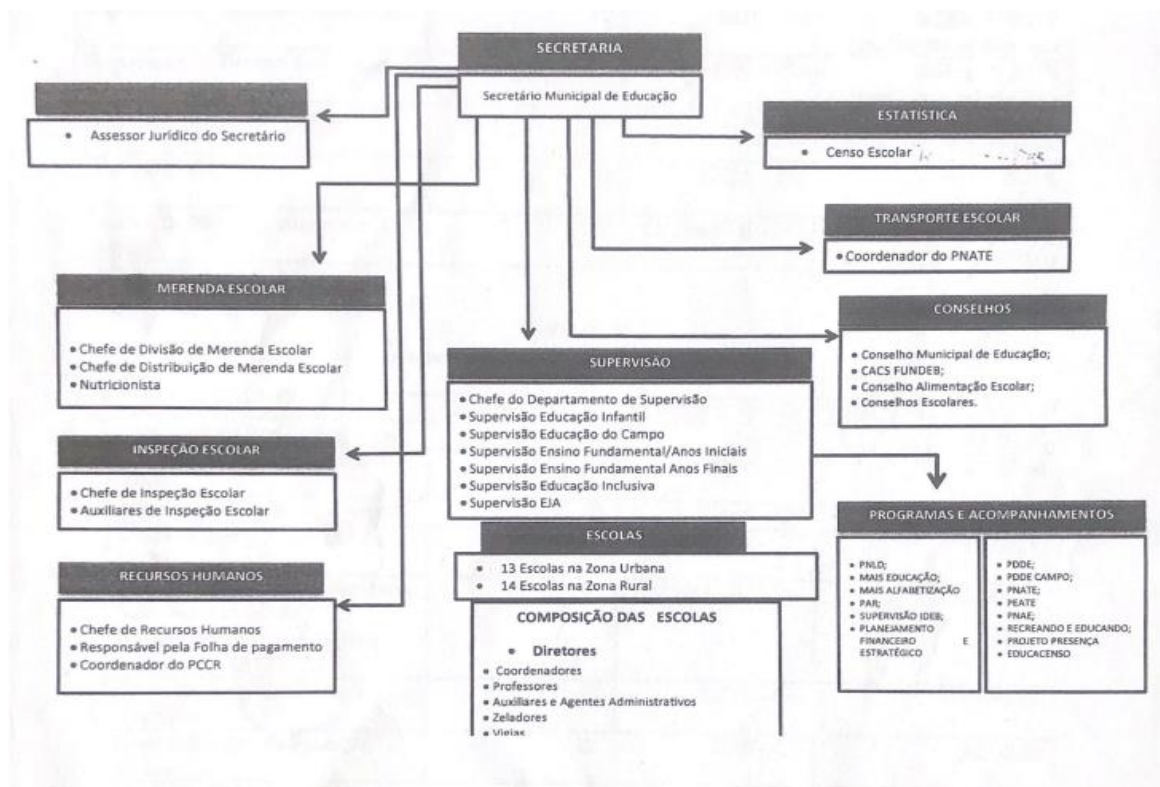 SECRETARIA
Secretário Municipal de Educação
• Assessor Jurídico do Secretário
ESTATÍSTICA
• Censo Escolar
TRANSPORTE ESCOLAR
• Coordenador do PNATE
MERENDA ESCOLAR
• Chefe de Divisão de Merenda Escolar
• Chefe de Distribuição de Merenda Escolar
• Nutricionista
CONSELHOS
• Conselho Municipal de Educação;
• CACS FUNDEB;
• Conselho Alimentação Escolar;
• Conselhos Escolares.
SUPERVISÃO
• Chefe do Departamento de Supervisão
• Supervisão Educação Infantil
• Supervisão Educação do Campo
• Supervisão Ensino Fundamental/Anos Iniciais
• Supervisão Ensino Fundamental Anos Finais
• Supervisão Educação Inclusiva
• Supervisão EJA
INSPEÇÃO ESCOLAR
• Chefe de Inspeção Escolar
• Auxiliares de Inspeção Escolar
PROGRAMAS E ACOMPANHAMENTOS
• PNLD;
• MAIS EDUCAÇÃO;
• MAIS ALFABETIZAÇÃO
• PAR;
• SUPERVISÃO IDEB;
• PLANEJAMENTO
FINANCEIRO E
ESTRATÉGICO
• PDDE;
• PDDE CAMPO;
• PNATE;
• PEATE
• PNAE;
• RECREANDO E EDUCANDO;
• PROJETO PRESENÇA
• EDUCACENSO
ESCOLAS
• 13 Escolas na Zona Urbana
• 14 Escolas na Zona Rural
RECURSOS HUMANOS
• Chefe de Recursos Humanos
• Responsável pela Folha de pagamento
• Coordenador do PCCR
COMPOSIÇÃO DAS ESCOLAS
• Diretores
• Coordenadores
• Professores
• Auxiliares e Agentes Administrativos
• Zeladores
• Vigias